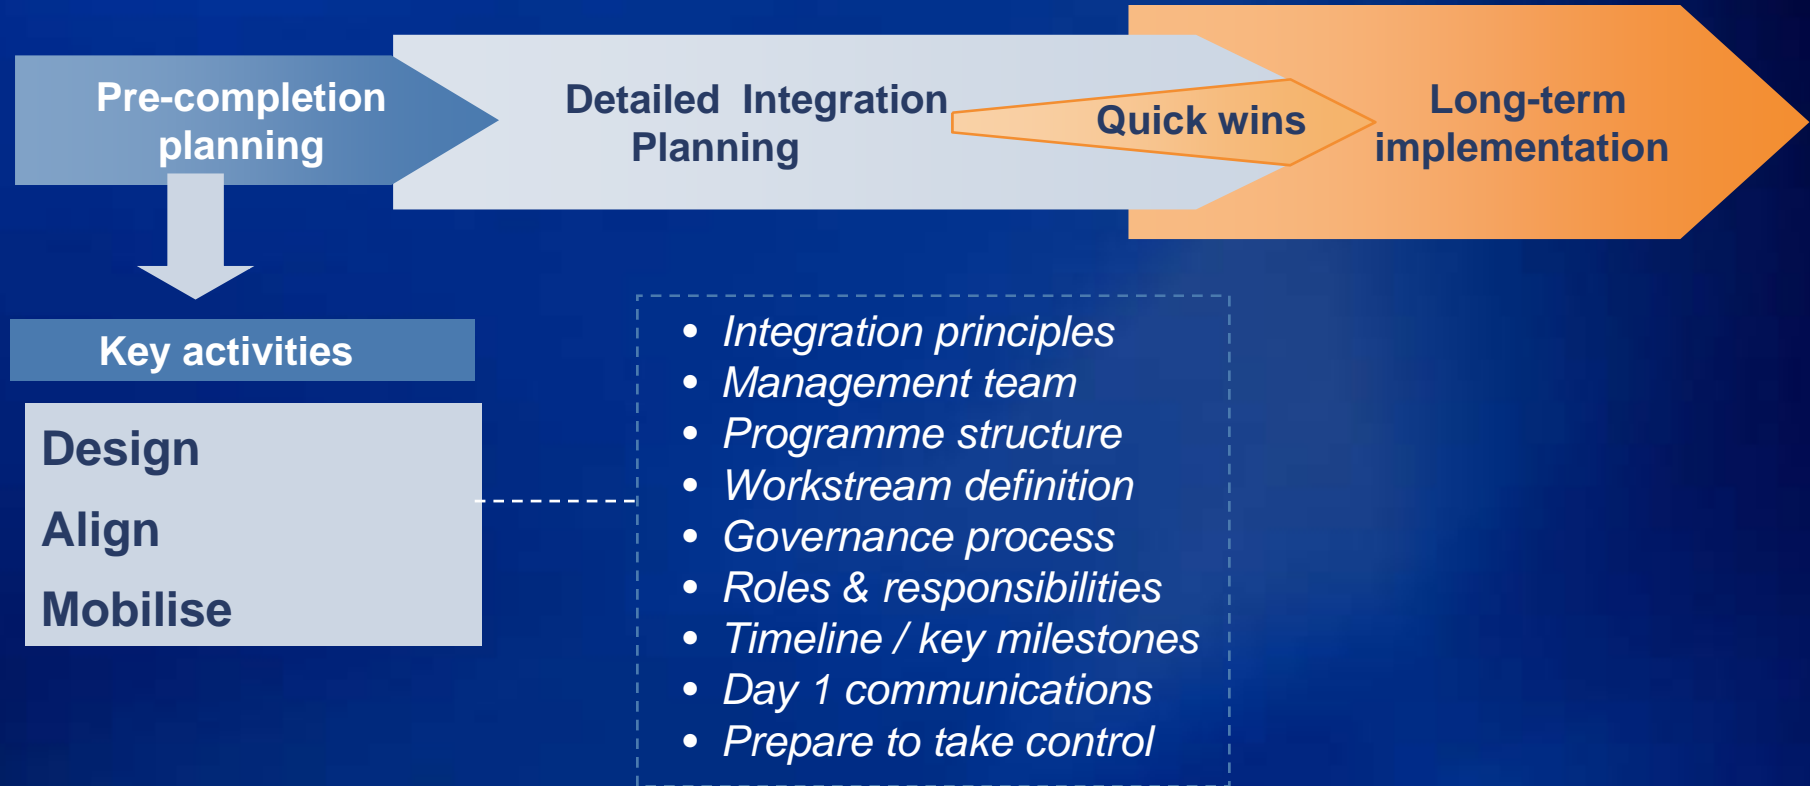 Pre-completion
planning
Detailed Integration
Planning
Quick wins
Long-term
implementation
Key activities
Design
Align
Mobilise
• Integration principles
• Management team
• Programme structure
• Workstream definition
• Governance process
• Roles & responsibilities
• Timeline / key milestones
• Day 1 communications
• Prepare to take control